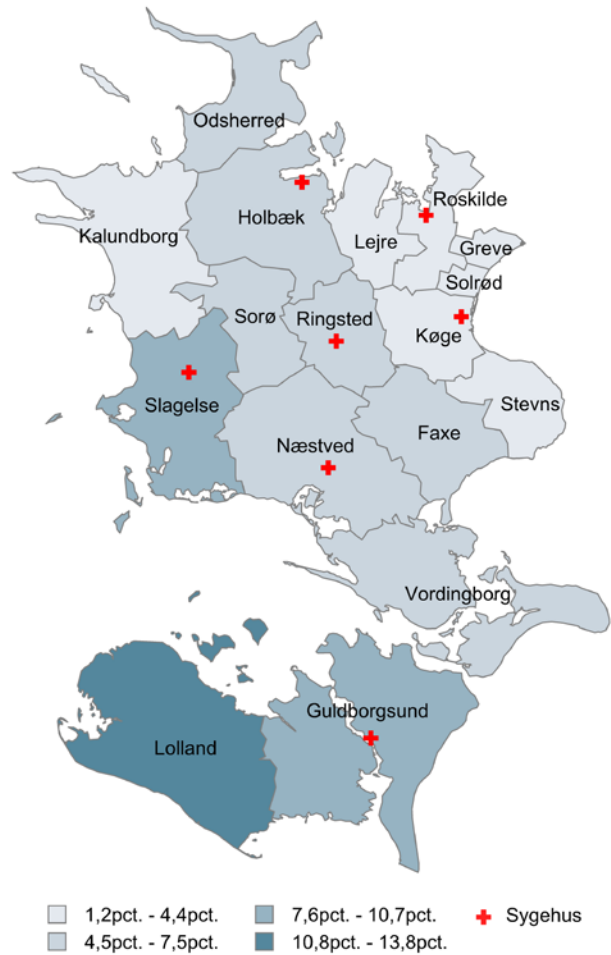 Odsherred
Roskilde
Holbæk
Kalundborg
Lejre
Greve
Solrød
Sorø
Ringsted
Køge
Slagelse
Stevns
Faxe
Næstved
Vordingborg
Guldborgsund
Lolland
1,2pct. - 4,4pct.
7,6pct. - 10,7pct.
Sygehus
4,5pct. - 7,5pct.
10,8pct. - 13,8pct.